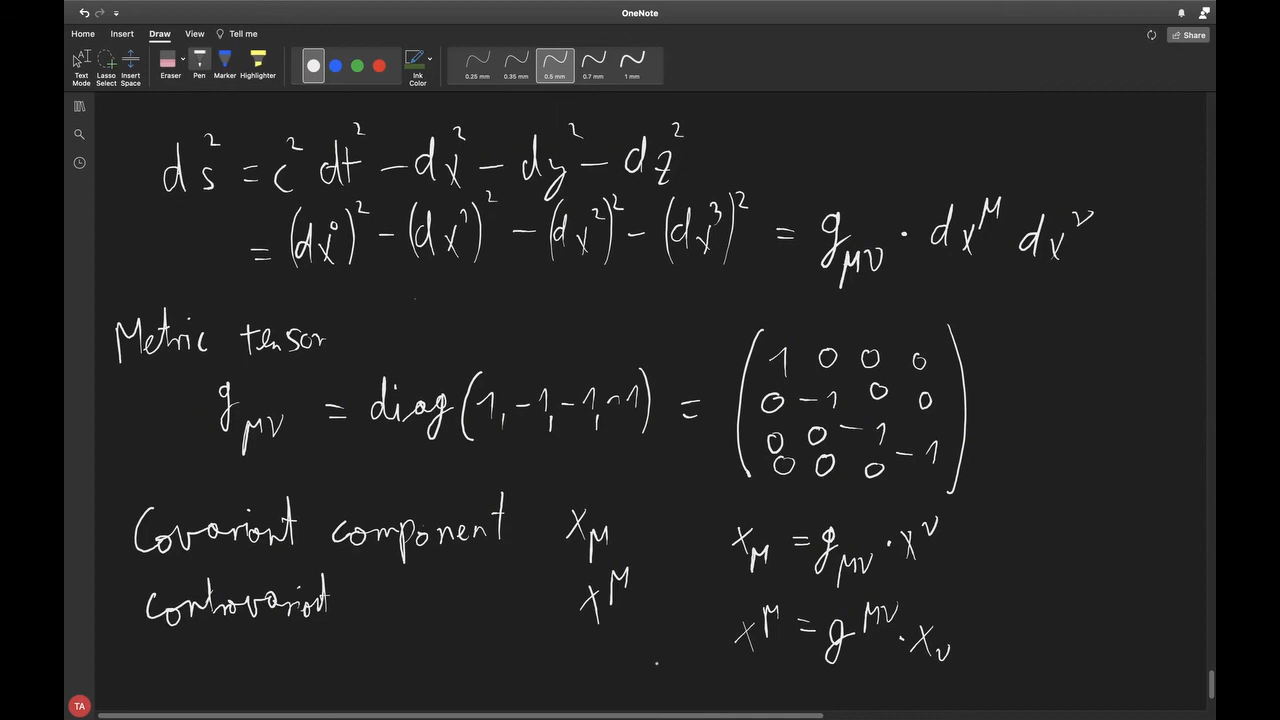 OneNote
Home Insert Draw View Tell me
Share
Text Mode
Lasso Select
Insert Space
Eraser
Pen
Marker
Highlighter
Ink Color
0.25 mm 0.35 mm 0.5 mm 0.7 mm 1 mm
ds² = c² dt² − dx² − dy² − dz²
= (dx⁰)² − (dx¹)² − (dx²)² − (dx³)² = g_μν · dx^μ dx^ν
Metric tensor
g_μν = diag(1, −1, −1, −1) =
1 0 0 0
0 −1 0 0
0 0 −1
0 0 0 −1
Covariant component x_μ x_μ = g_μν · x^ν
contravariant x^μ x^μ = g^μν · x_ν
TA